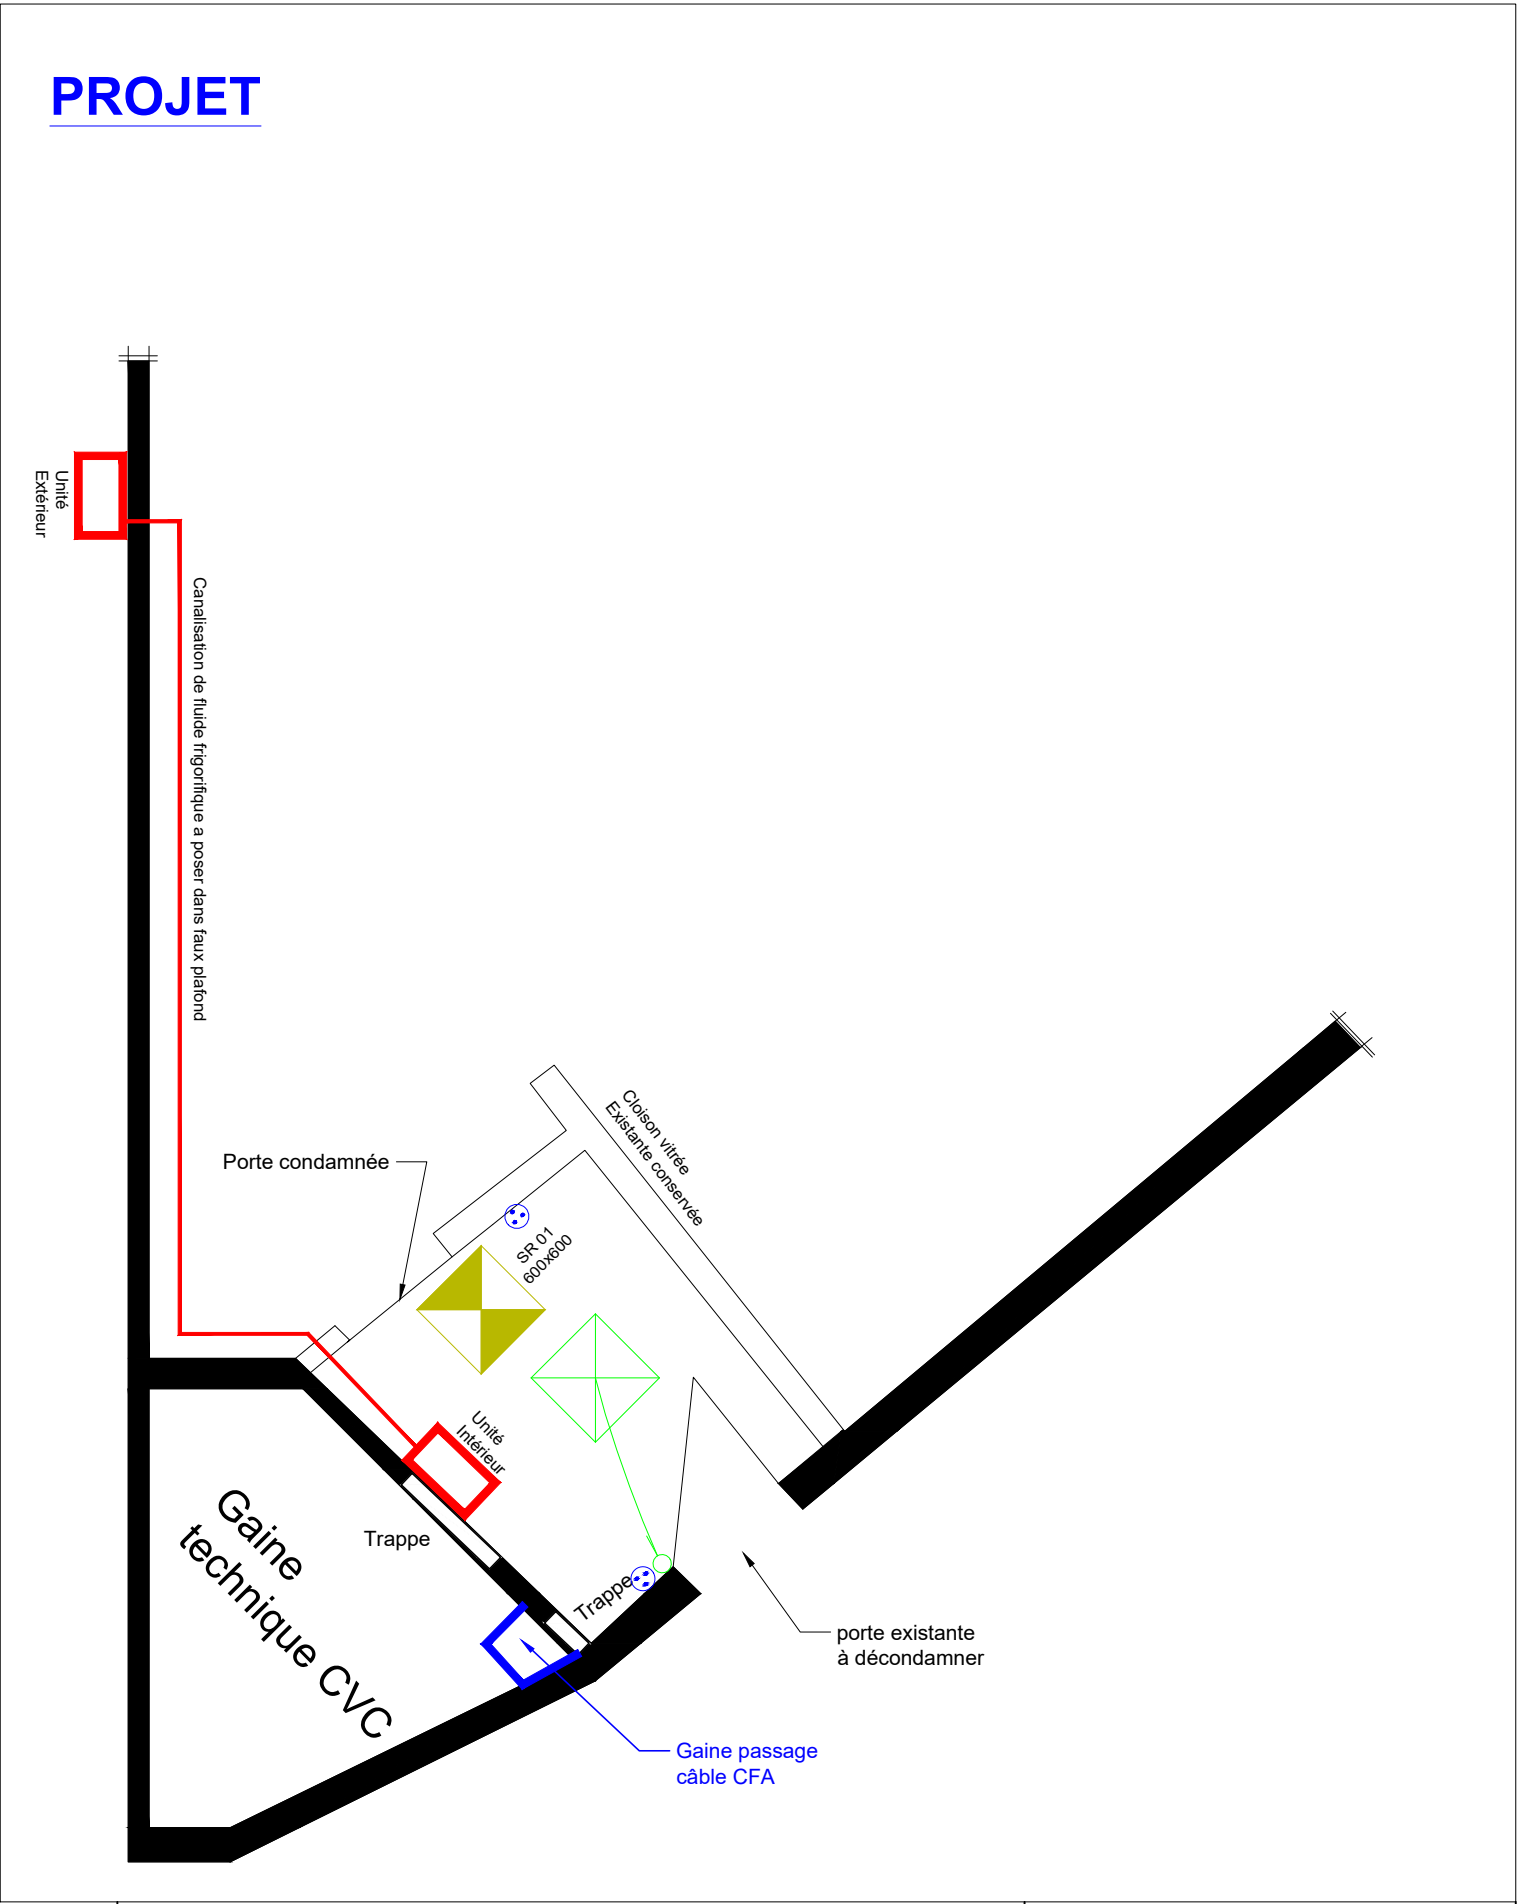 PROJET
Unité
Extérieur
Canalisation de fluide frigorifique a poser dans faux plafond
Cloison vitrée
Existante conservée
Porte condamnée
SR 01
600x600
Unité
Intérieur
Gaine
technique CVC
Trappe
Trappe
porte existante
à décondamner
Gaine passage
câble CFA